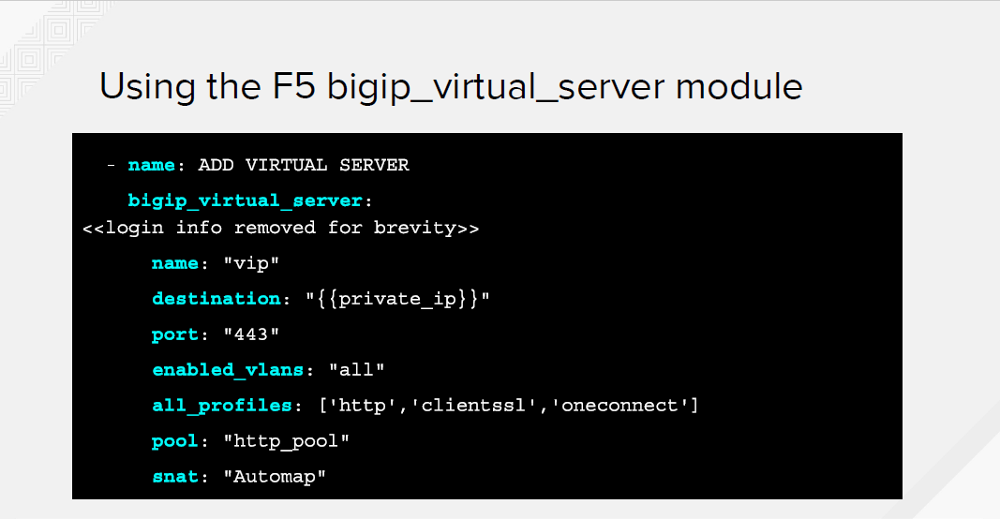 Using the F5 bigip_virtual_server module
- name: ADD VIRTUAL SERVER
bigip_virtual_server:
<<login info removed for brevity>>
name: "vip"
destination: "{{private_ip}}"
port: "443"
enabled_vlans: "all"
all_profiles: ['http','clientssl','oneconnect']
pool: "http_pool"
snat: "Automap"